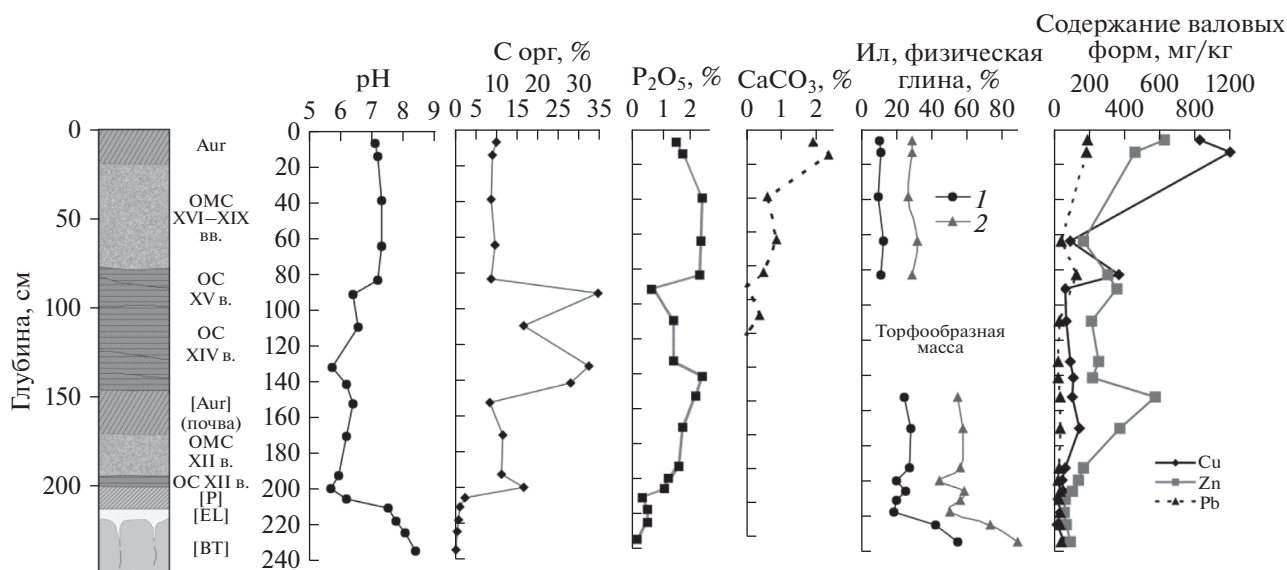 Содержание валовых
форм, мг/кг
С орг, %
Ил, физическая
глина, %
pH
P₂O₅, %
CaCO₃, %
200 600 1200
0 400 800
10 20 30
0 5 15 25 35
5 6 7 8 9
0 1 2
0 1 2
0 20 40 60 80
Глубина, см
0
50
100
150
200
Aur
ОМС
XVI–XIX
вв.
ОС
XV в.
ОС
XIV в.
[Aur]
(почва)
ОМС
XII в.
ОС XII в.
[P]
[EL]
[BT]
0
20
40
60
80
100
120
140
160
180
200
220
240
1
2
Торфообразная
масса
Cu
Zn
Pb